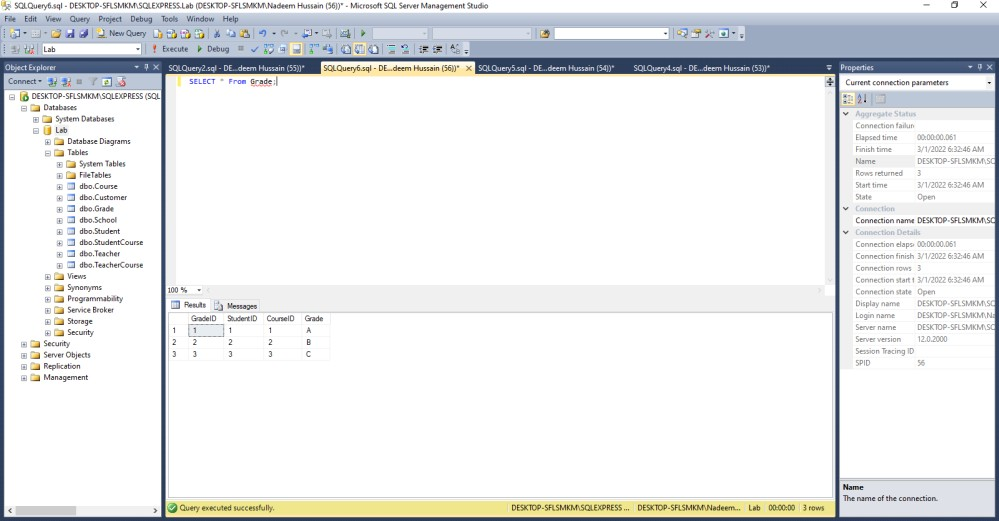 SQLQuery6.sql - DESKTOP-SFLSMKM\SQLEXPRESS.Lab (DESKTOP-SFLSMKM\Nadeem Hussain (56))* - Microsoft SQL Server Management Studio
File Edit View Query Project Debug Tools Window Help
New Query
Lab Execute Debug
Object Explorer
Connect
DESKTOP-SFLSMKM\SQLEXPRESS (SQL
Databases
System Databases
Lab
Database Diagrams
Tables
System Tables
FileTables
dbo.Course
dbo.Customer
dbo.Grade
dbo.School
dbo.Student
dbo.StudentCourse
dbo.Teacher
dbo.TeacherCourse
Views
Synonyms
Programmability
Service Broker
Storage
Security
Security
Server Objects
Replication
Management
SQLQuery2.sql - DE...deem Hussain (55))* SQLQuery6.sql - DE...deem Hussain (56))* SQLQuery5.sql - DE...deem Hussain (54))* SQLQuery4.sql - DE...deem Hussain (53))*
SELECT * From Grade;
100 %
Results Messages
GradeID StudentID CourseID Grade
1 1 1 1 A
2 2 2 2 B
3 3 3 3 C
Query executed successfully. DESKTOP-SFLSMKM\SQLEXPRESS ... DESKTOP-SFLSMKM\Nadeem... Lab 00:00:00 3 rows
Properties
Current connection parameters
Aggregate Status
Connection failure
Elapsed time 00:00:00.061
Finish time 3/1/2022 6:32:46 AM
Name DESKTOP-SFLSMKM\SQ
Rows returned 3
Start time 3/1/2022 6:32:46 AM
State Open
Connection
Connection name DESKTOP-SFLSMKM\SQ
Connection Details
Connection elaps 00:00:00.061
Connection finish 3/1/2022 6:32:46 AM
Connection rows 3
Connection start t 3/1/2022 6:32:46 AM
Connection state Open
Display name DESKTOP-SFLSMKM\SQ
Login name DESKTOP-SFLSMKM\Na
Server name DESKTOP-SFLSMKM\SQ
Server version 12.0.2000
Session Tracing ID
SPID 56
Name
The name of the connection.